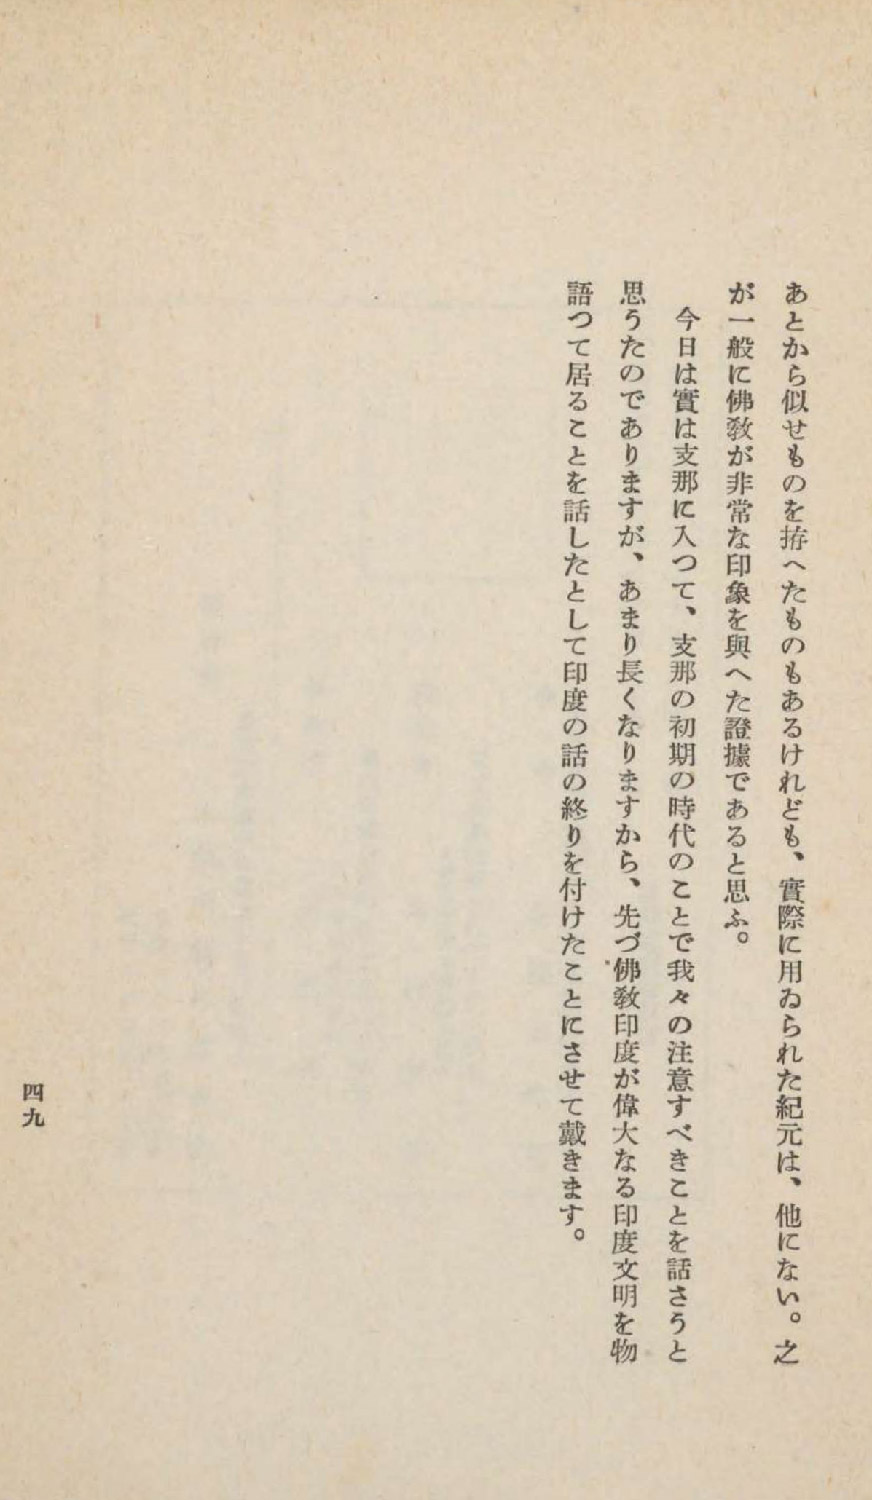 あとから似せものを拵へたものもあるけれども、實際に用ゐられた紀元は、他にない。之
が一般に佛敎が非常な印象を與へた證據であると思ふ。
今日は實は支那に入つて、支那の初期の時代のことで我々の注意すべきことを話さうと
思うたのでありますが、あまり長くなりますから、先づ佛敎印度が偉大なる印度文明を物
語つて居ることを話したとして印度の話の終りを付けたことにさせて戴きます。
四九